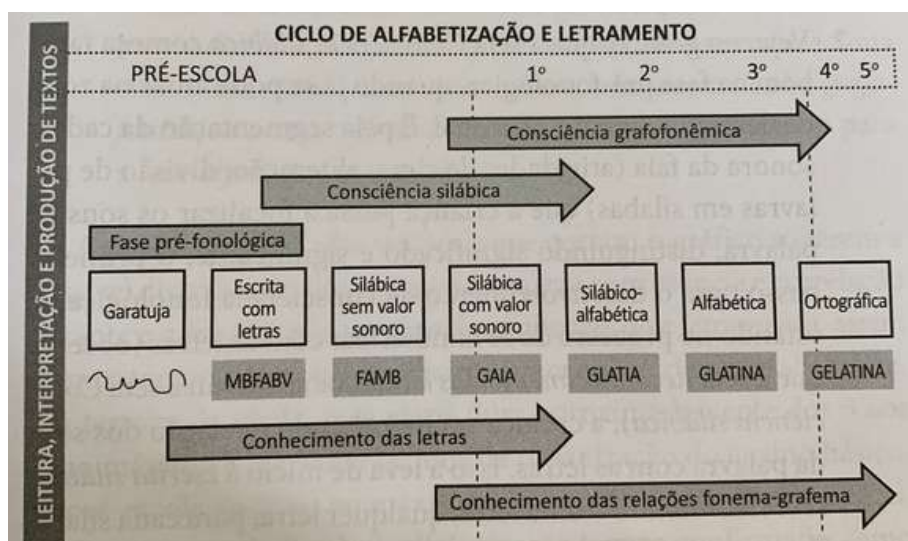 CICLO DE ALFABETIZAÇÃO E LETRAMENTO
LEITURA, INTERPRETAÇÃO E PRODUÇÃO DE TEXTOS
PRÉ-ESCOLA 1º 2º 3º 4º 5º
Consciência grafofonêmica
Consciência silábica
Fase pré-fonológica
Garatuja
Escrita
com
letras
Silábica
sem valor
sonoro
Silábica
com valor
sonoro
Silábico-
alfabética
Alfabética
Ortográfica
MBFABV FAMB GAIA GLATIA GLATINA GELATINA
Conhecimento das letras
Conhecimento das relações fonema-grafema